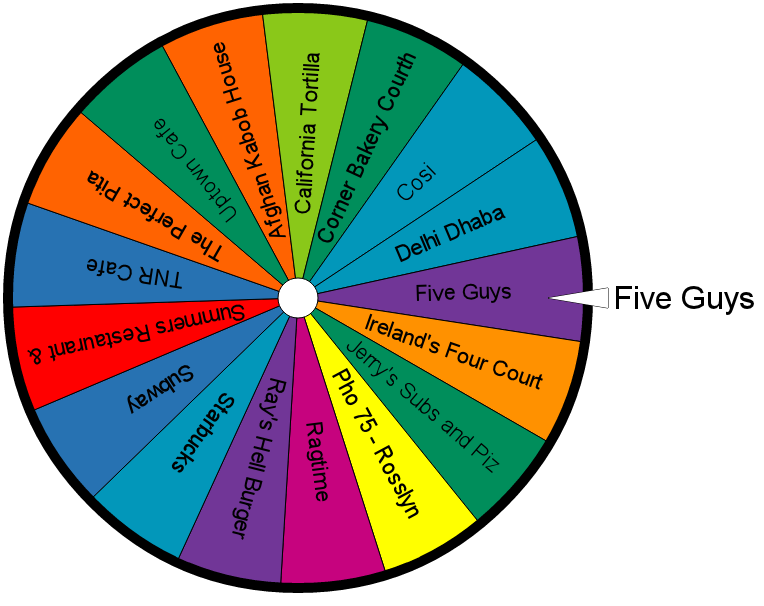 Afghan Kabob House
California Tortilla
Corner Bakery Courth
Cosi
Delhi Dhaba
Five Guys
Ireland's Four Court
Jerry's Subs and Piz
Pho 75 - Rosslyn
Ragtime
Ray's Hell Burger
Starbucks
Subway
Summers Restaurant &
TNR Cafe
The Perfect Pita
Uptown Cafe
Five Guys